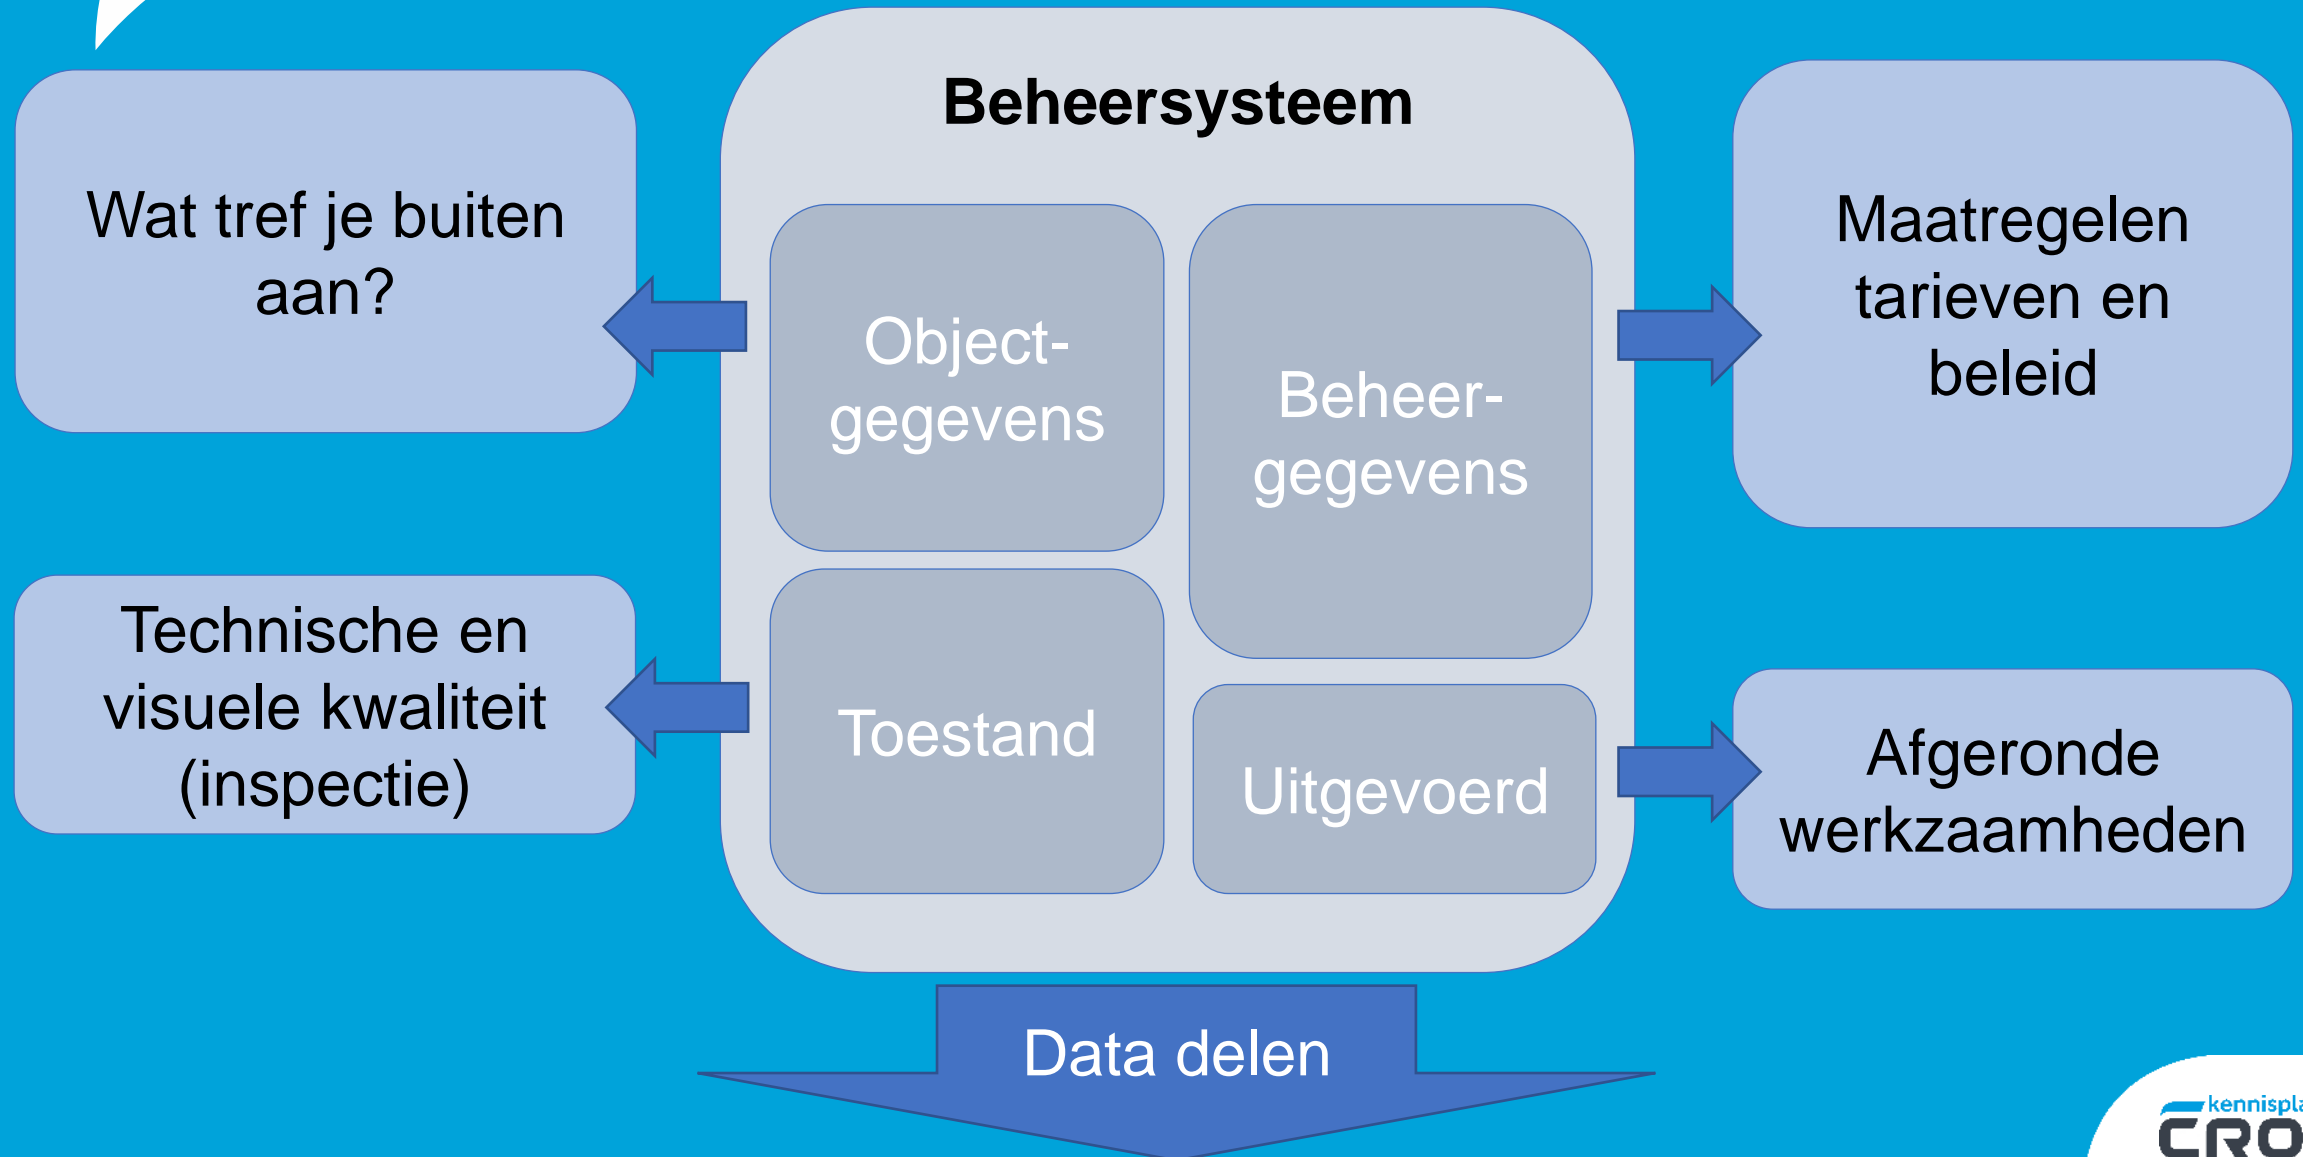 Beheersysteem
Wat tref je buiten
aan?
Object-
gegevens
Beheer-
gegevens
Maatregelen
tarieven en
beleid
Technische en
visuele kwaliteit
(inspectie)
Toestand
Uitgevoerd
Afgeronde
werkzaamheden
Data delen